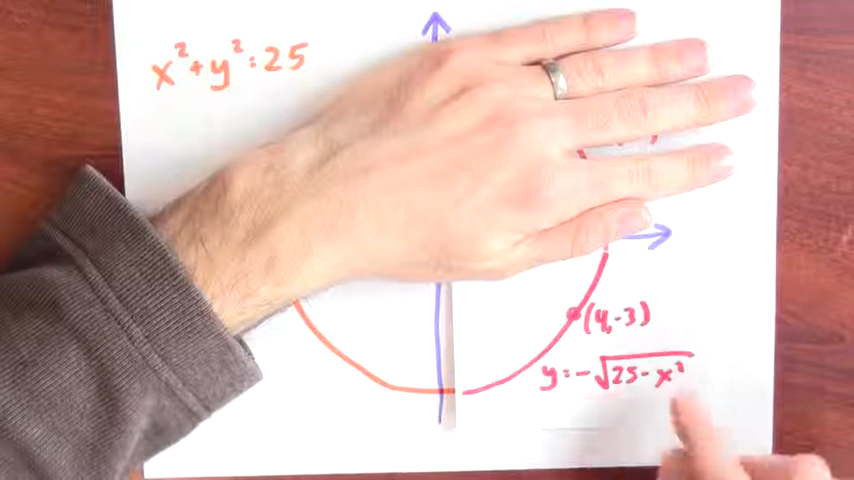 x²+y²=25
(4,-3)
y=-√25-x²